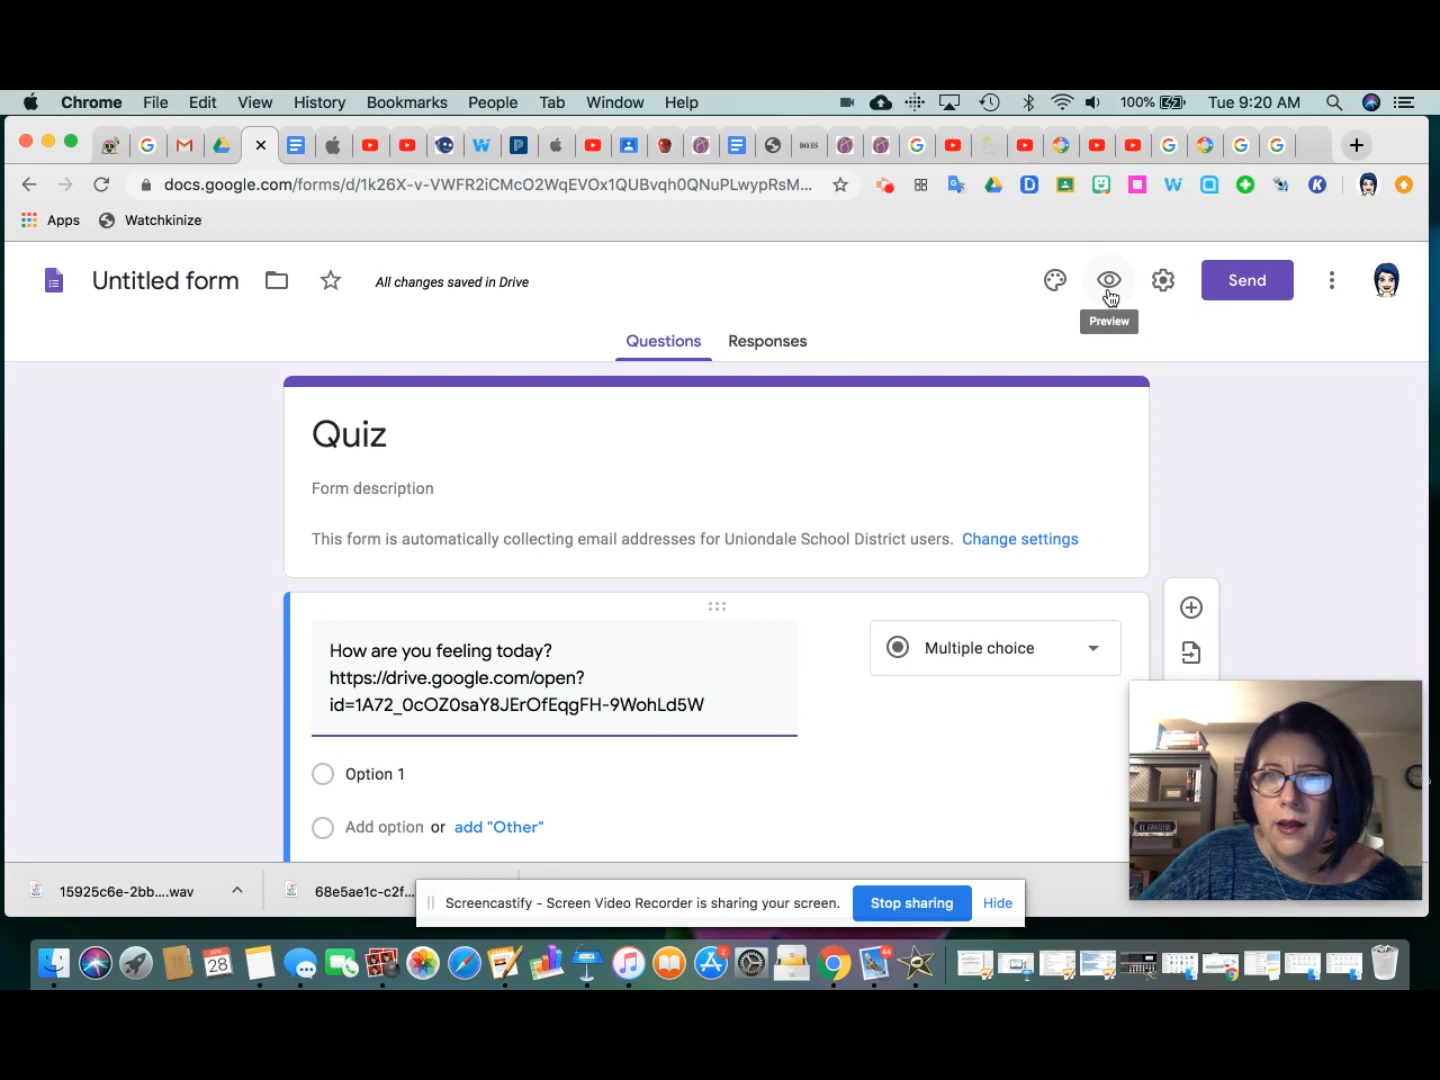 Chrome File Edit View History Bookmarks People Tab Window Help 100% Tue 9:20 AM
docs.google.com/forms/d/1k26X-v-VWFR2iCMcO2WqEVOx1QUBvqh0QNuPLwypRsM...
Apps Watchkinize
Untitled form All changes saved in Drive Send
Preview
Questions Responses
Quiz
Form description
This form is automatically collecting email addresses for Uniondale School District users. Change settings
How are you feeling today?
https://drive.google.com/open?
id=1A72_0cOZ0saY8JErOfEqgFH-9WohLd5W
Multiple choice
Option 1
Add option or add "Other"
BE GRATEFUL
15925c6e-2bb....wav 68e5ae1c-c2f...
Screencastify - Screen Video Recorder is sharing your screen. Stop sharing Hide
28